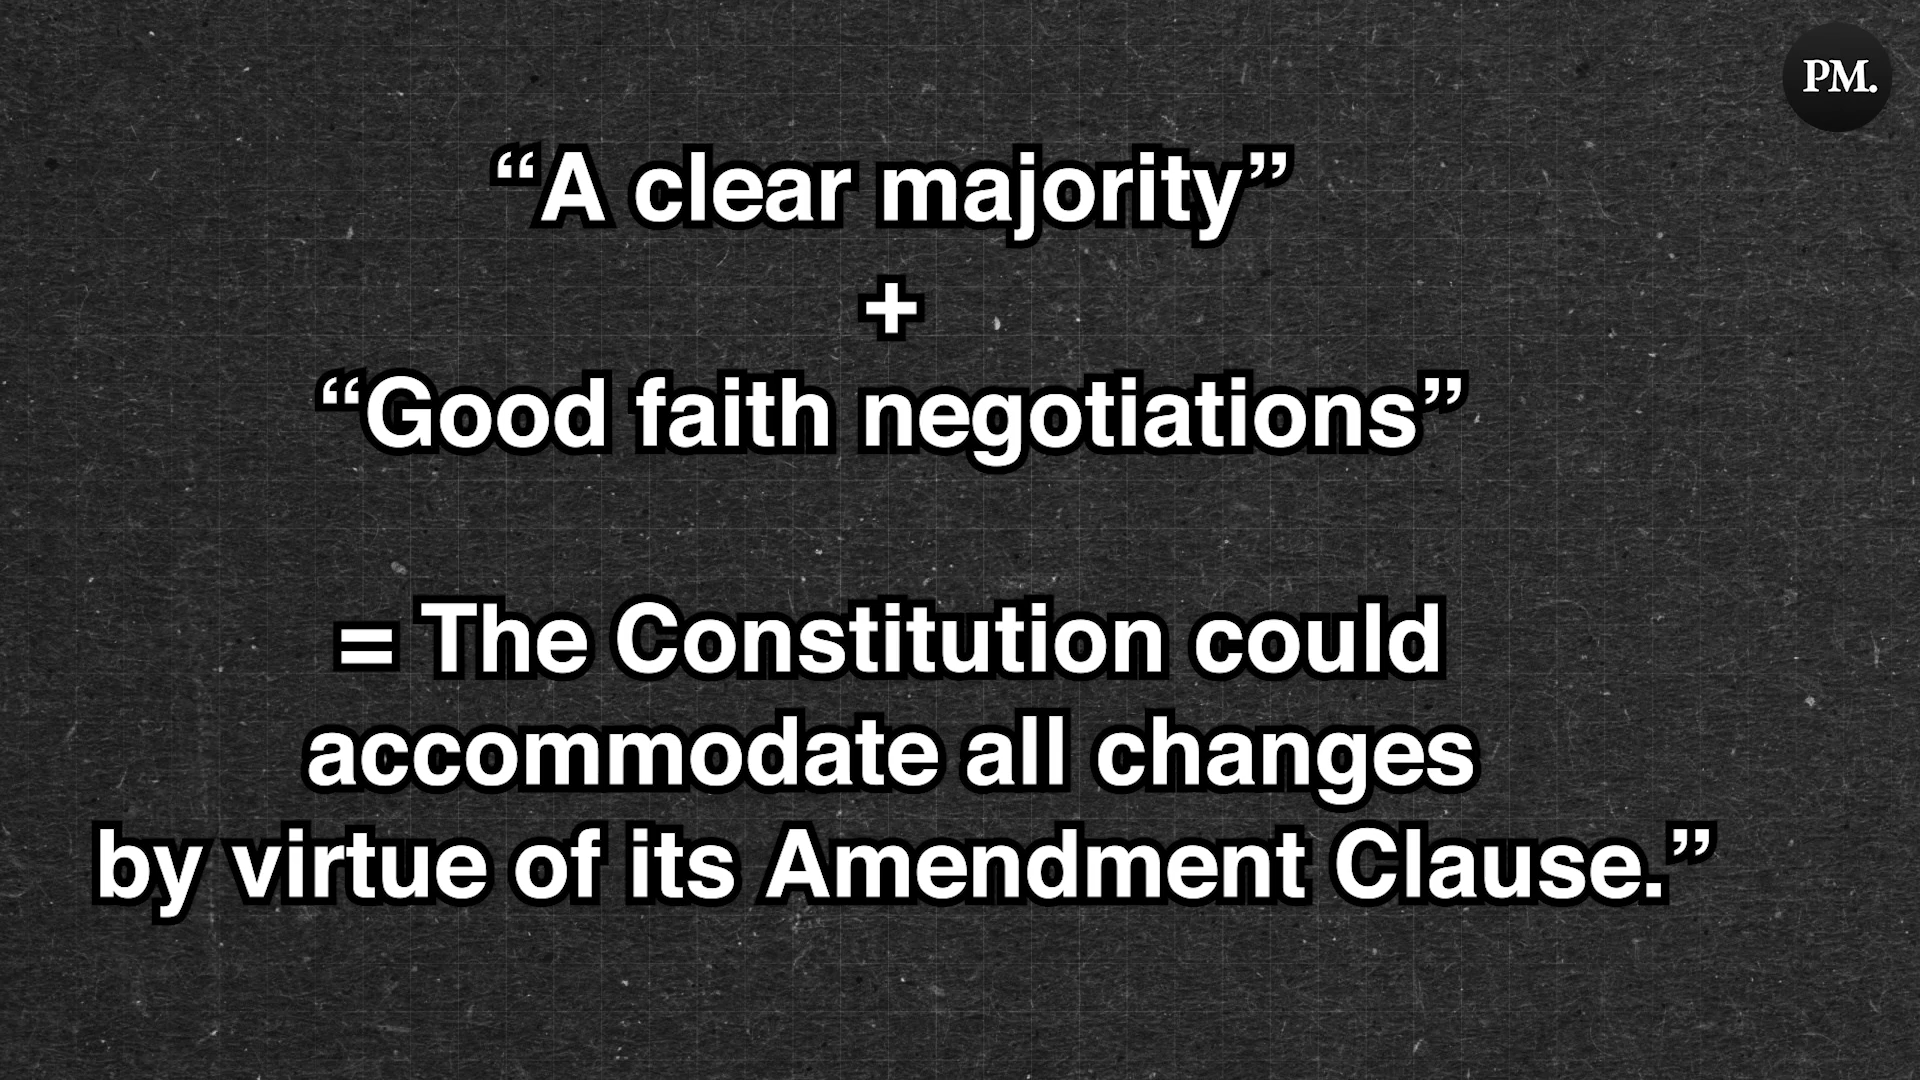 PM.
“A clear majority”
+
“Good faith negotiations”
= The Constitution could
accommodate all changes
by virtue of its Amendment Clause.”